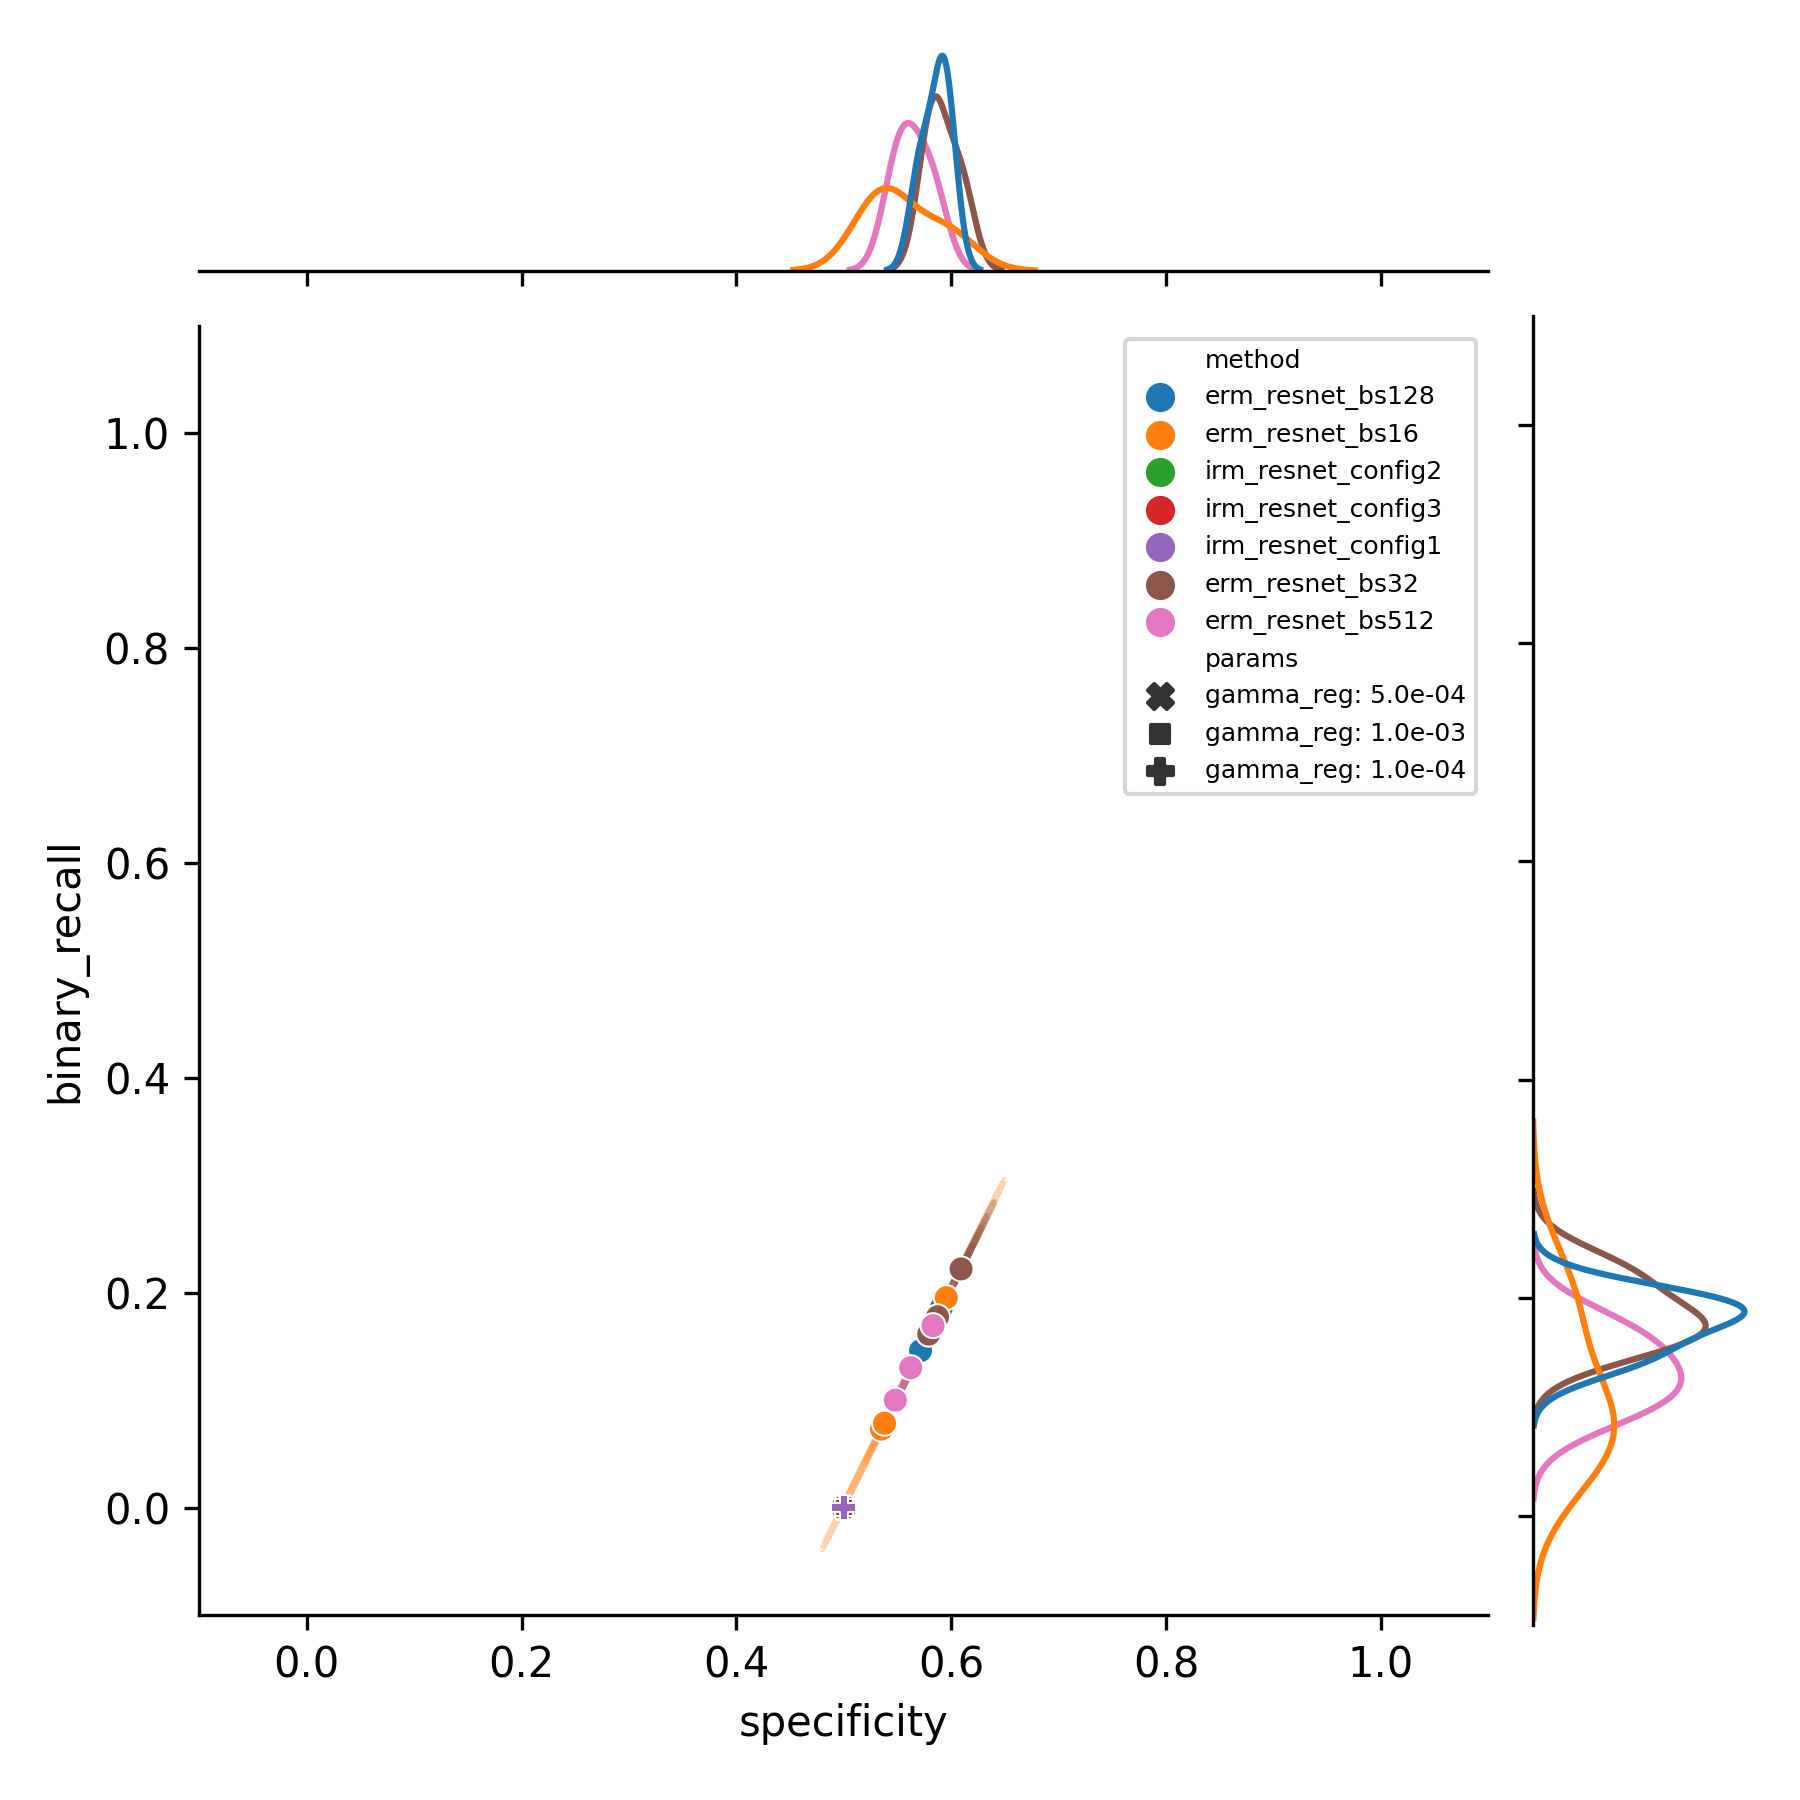 method
erm_resnet_bs128
erm_resnet_bs16
irm_resnet_config2
irm_resnet_config3
irm_resnet_config1
erm_resnet_bs32
erm_resnet_bs512
params
gamma_reg: 5.0e-04
gamma_reg: 1.0e-03
gamma_reg: 1.0e-04
1.0
0.8
0.6
0.4
0.2
0.0
binary_recall
0.0 0.2 0.4 0.6 0.8 1.0
specificity